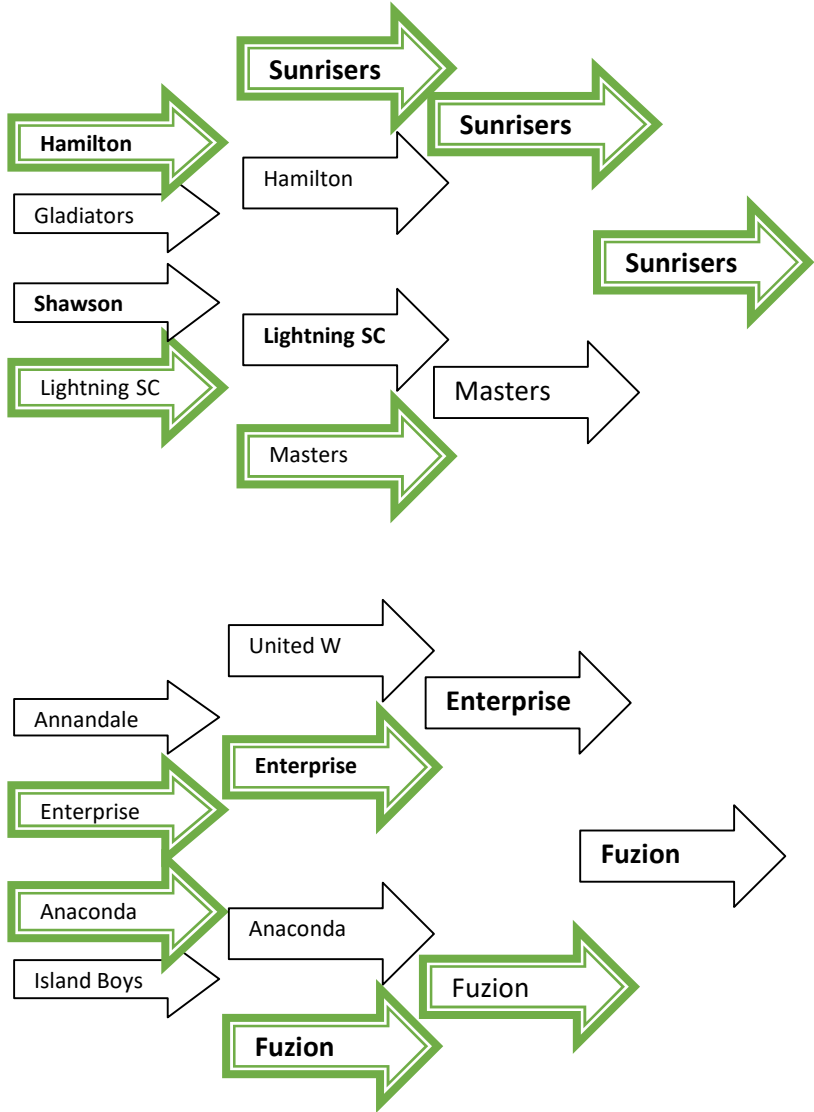 Sunrisers
Sunrisers
Hamilton
Hamilton
Gladiators
Sunrisers
Shawson
Lightning SC
Lightning SC
Masters
Masters
United W
Enterprise
Annandale
Enterprise
Enterprise
Fuzion
Anaconda
Anaconda
Island Boys
Fuzion
Fuzion